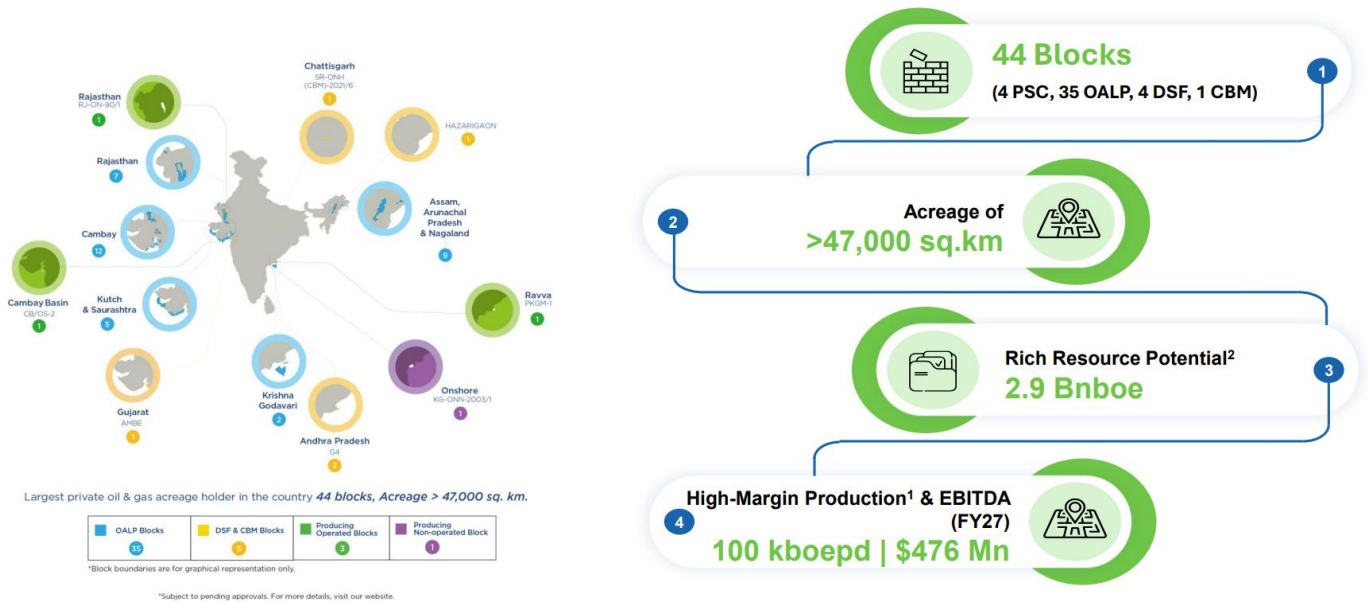 Chattisgarh
SR-ONH
(CBM)-2021/6
1
Rajasthan
RJ-ON-90/1
1
HAZARIGAON
1
Rajasthan
7
Assam,
Arunachal
Pradesh
& Nagaland
9
Cambay
12
Cambay Basin
CB/OS-2
1
Kutch
& Saurashtra
5
Ravva
PKGM-1
1
Gujarat
AMBE
1
Krishna
Godavari
2
Onshore
KG-ONN-2003/1
1
Andhra Pradesh
G4
2
Largest private oil & gas acreage holder in the country 44 blocks, Acreage > 47,000 sq. km.
OALP Blocks
35
DSF & CBM Blocks
5
Producing
Operated Blocks
3
Producing
Non-operated Block
1
*Block boundaries are for graphical representation only.
*Subject to pending approvals. For more details, visit our website.
44 Blocks
(4 PSC, 35 OALP, 4 DSF, 1 CBM)
1
2
Acreage of
>47,000 sq.km
Rich Resource Potential²
2.9 Bnboe
3
High-Margin Production¹ & EBITDA
(FY27)
4
100 kboepd | $476 Mn